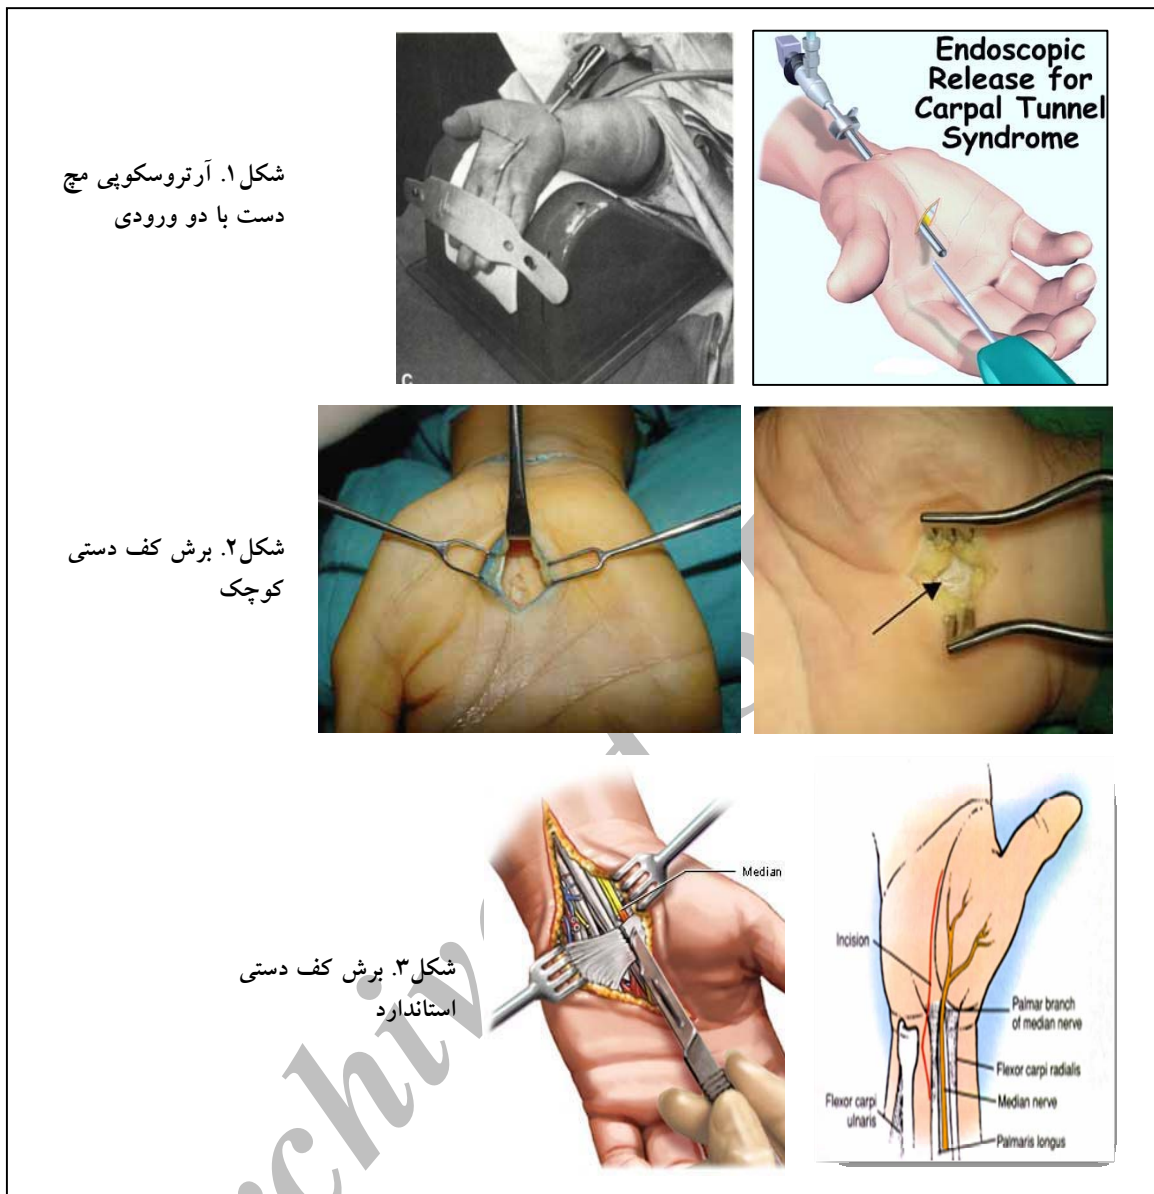 شکل۱. آرتروسکوپی مچ
دست با دو ورودی
Endoscopic
Release for
Carpal Tunnel
Syndrome
C
شکل۲. برش کف دستی
کوچک
شکل۳. برش کف دستی
استاندارد
Median
Incision
Palmar branch
of median nerve
Flexor carpi radialis
Median nerve
Palmaris longus
Flexor carpi
ulnaris